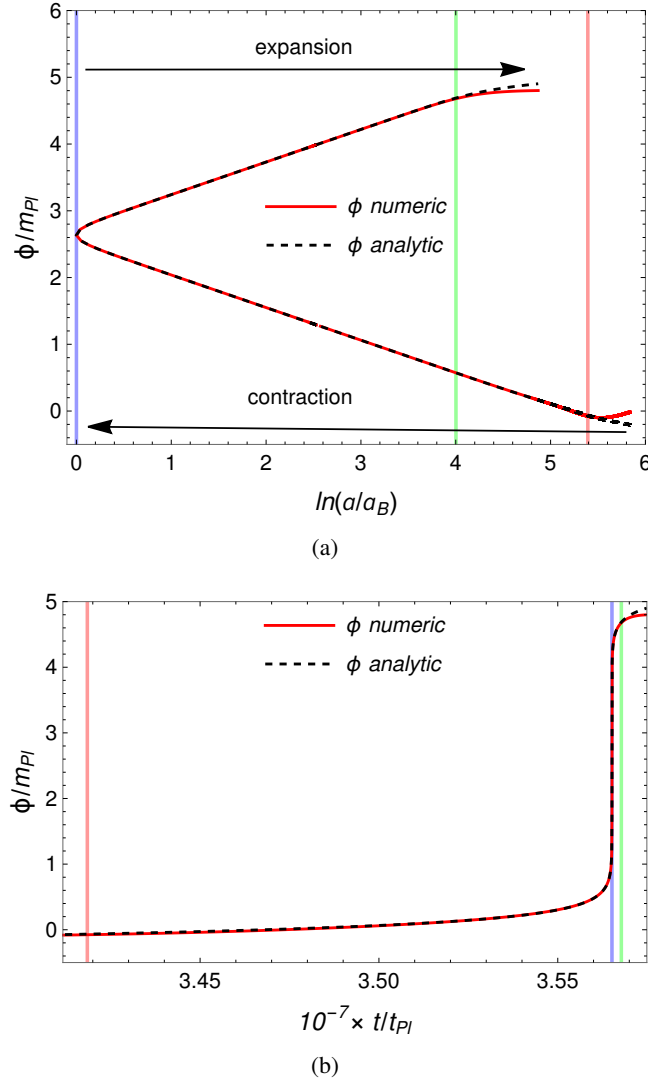 6
5
4
3
2
1
0
ϕ/m_Pl
expansion
ϕ numeric
ϕ analytic
contraction
0 1 2 3 4 5 6
ln(a/a_B)
(a)
5
4
3
2
1
0
ϕ/m_Pl
ϕ numeric
ϕ analytic
3.45 3.50 3.55
10⁻⁷ × t/t_Pl
(b)